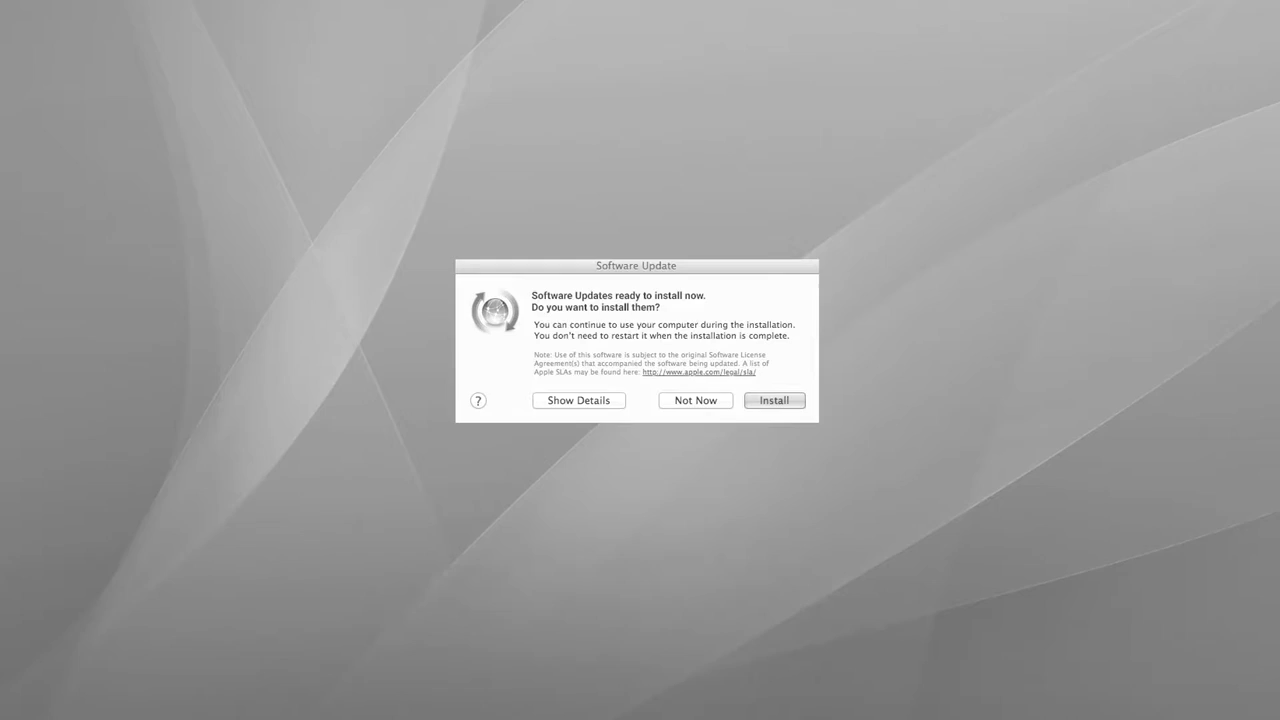 Software Update
Software Updates ready to install now.
Do you want to install them?
You can continue to use your computer during the installation.
You don't need to restart it when the installation is complete.
Note: Use of this software is subject to the original Software License
Agreement(s) that accompanied the software being updated. A list of
Apple SLAs may be found here: http://www.apple.com/legal/sla/
? Show Details Not Now Install